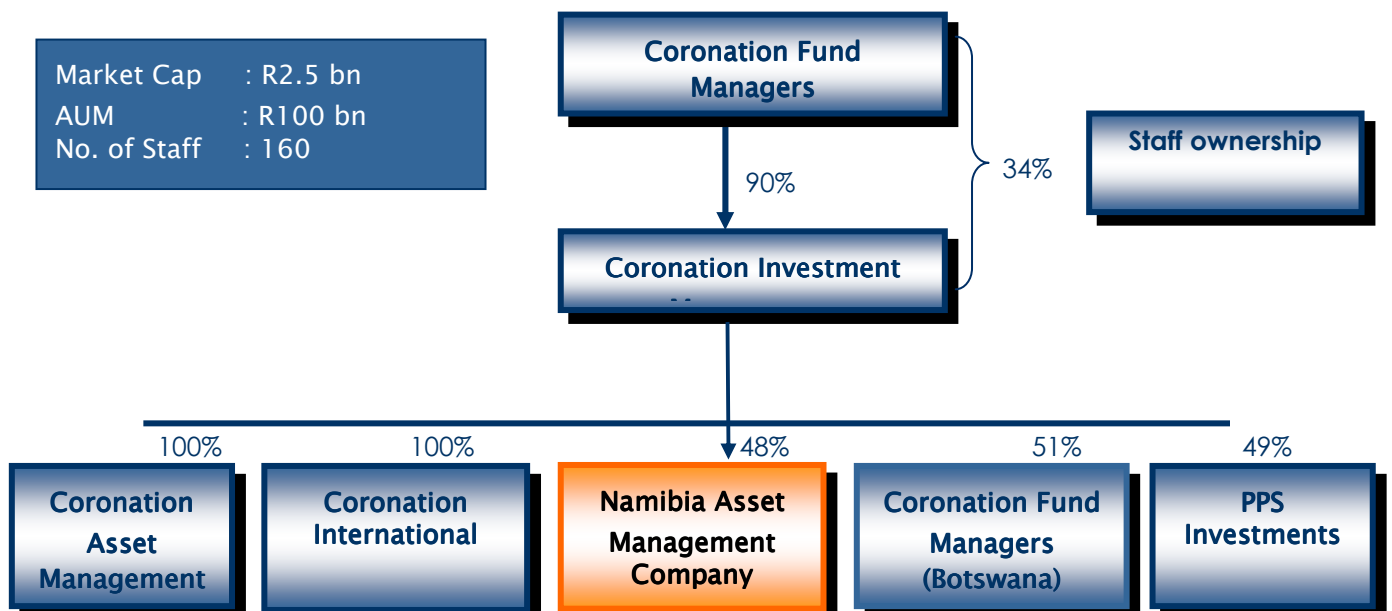 Market Cap : R2.5 bn
AUM : R100 bn
No. of Staff : 160
Coronation Fund
Managers
Staff ownership
34%
90%
Coronation Investment
100%
100%
48%
51%
49%
Coronation
Asset
Management
Coronation
International
Namibia Asset
Management
Company
Coronation Fund
Managers
(Botswana)
PPS
Investments